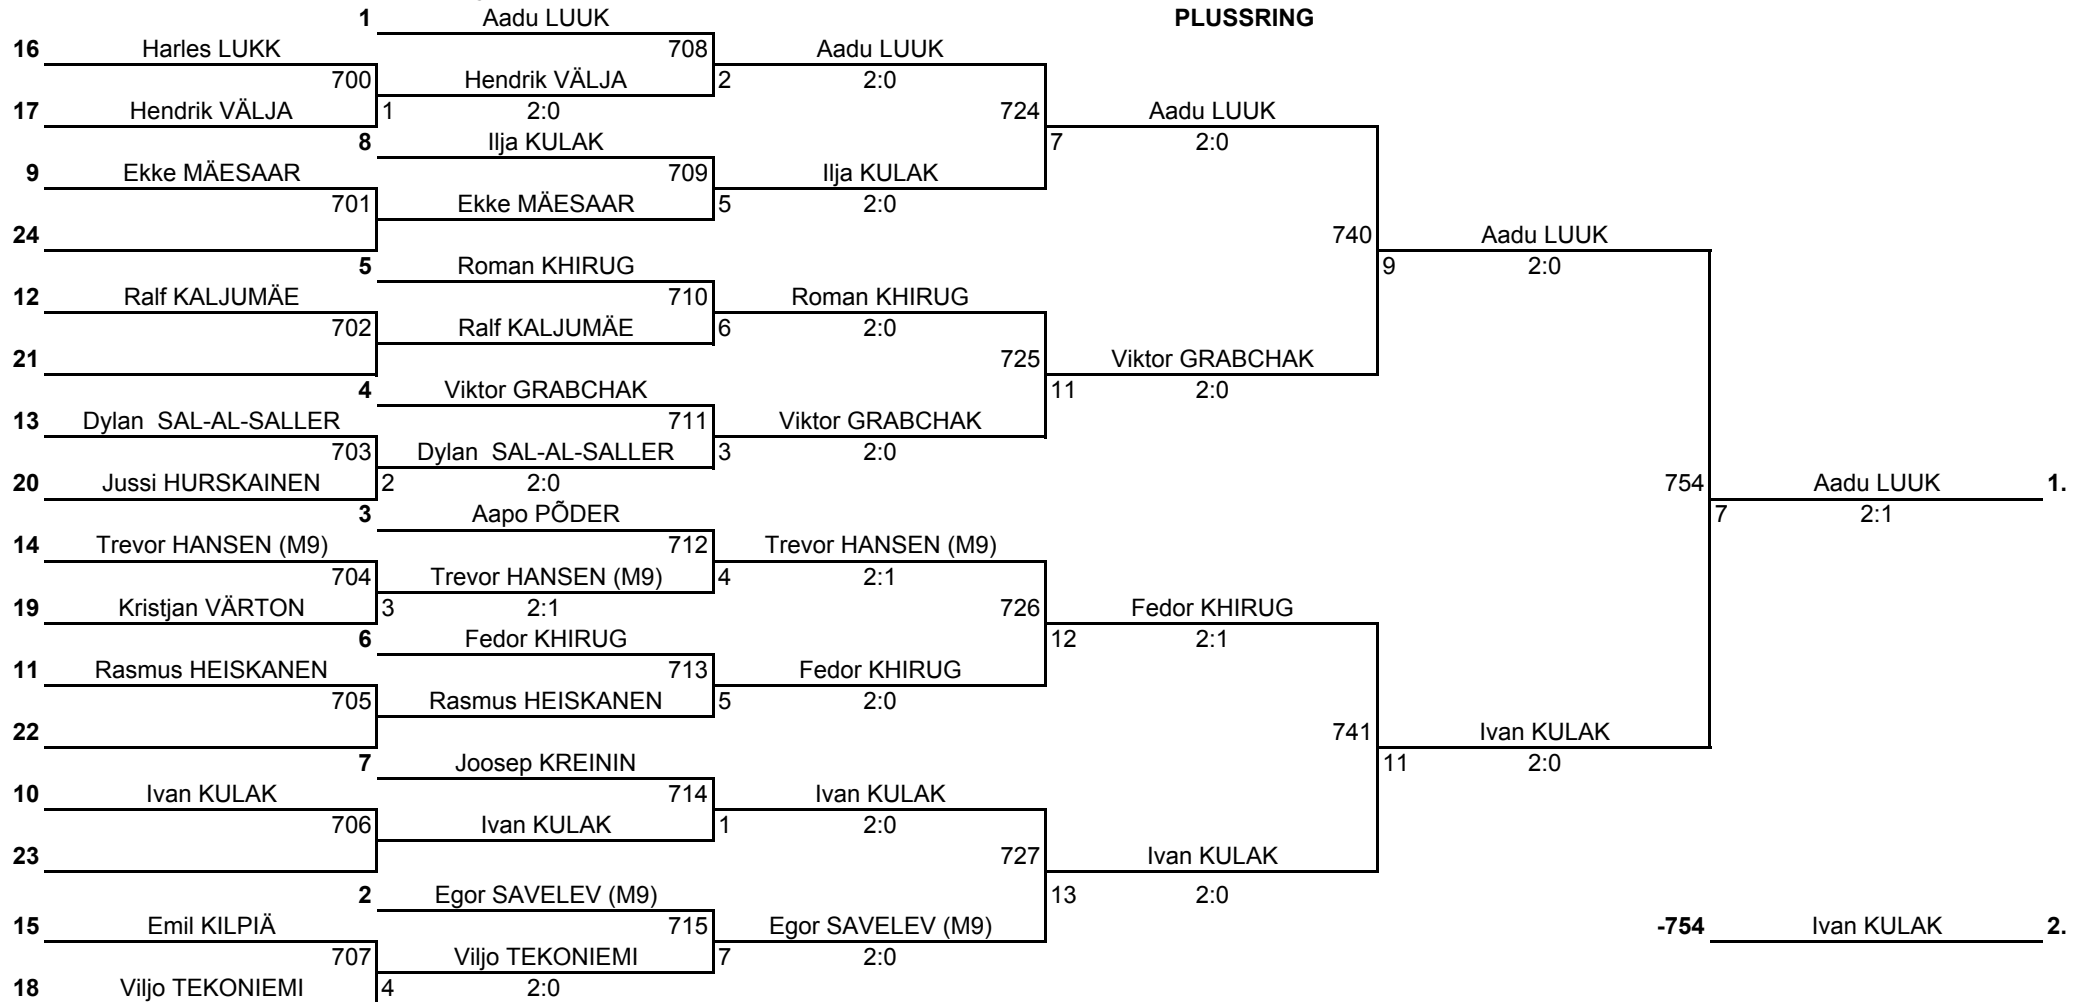 1 Aadu LUUK PLUSSRING
16 Harles LUKK 708 Aadu LUUK
700 Hendrik VÄLJA 2 2:0
17 Hendrik VÄLJA 1 2:0 724 Aadu LUUK
8 Ilja KULAK 7 2:0
9 Ekke MÄESAAR 709 Ilja KULAK
701 Ekke MÄESAAR 5 2:0
24 740 Aadu LUUK
5 Roman KHIRUG 9 2:0
12 Ralf KALJUMÄE 710 Roman KHIRUG
702 Ralf KALJUMÄE 6 2:0
21 725 Viktor GRABCHAK
4 Viktor GRABCHAK 11 2:0
13 Dylan  SAL-AL-SALLER 711 Viktor GRABCHAK
703 Dylan  SAL-AL-SALLER 3 2:0
20 Jussi HURSKAINEN 2 2:0 754 Aadu LUUK 1.
3 Aapo PÕDER 7 2:1
14 Trevor HANSEN (M9) 712 Trevor HANSEN (M9)
704 Trevor HANSEN (M9) 4 2:1
19 Kristjan VÄRTON 3 2:1 726 Fedor KHIRUG
6 Fedor KHIRUG 12 2:1
11 Rasmus HEISKANEN 713 Fedor KHIRUG
705 Rasmus HEISKANEN 5 2:0
22 741 Ivan KULAK
7 Joosep KREININ 11 2:0
10 Ivan KULAK 714 Ivan KULAK
706 Ivan KULAK 1 2:0
23 727 Ivan KULAK
2 Egor SAVELEV (M9) 13 2:0
15 Emil KILPIÄ 715 Egor SAVELEV (M9) -754 Ivan KULAK 2.
707 Viljo TEKONIEMI 7 2:0
18 Viljo TEKONIEMI 4 2:0